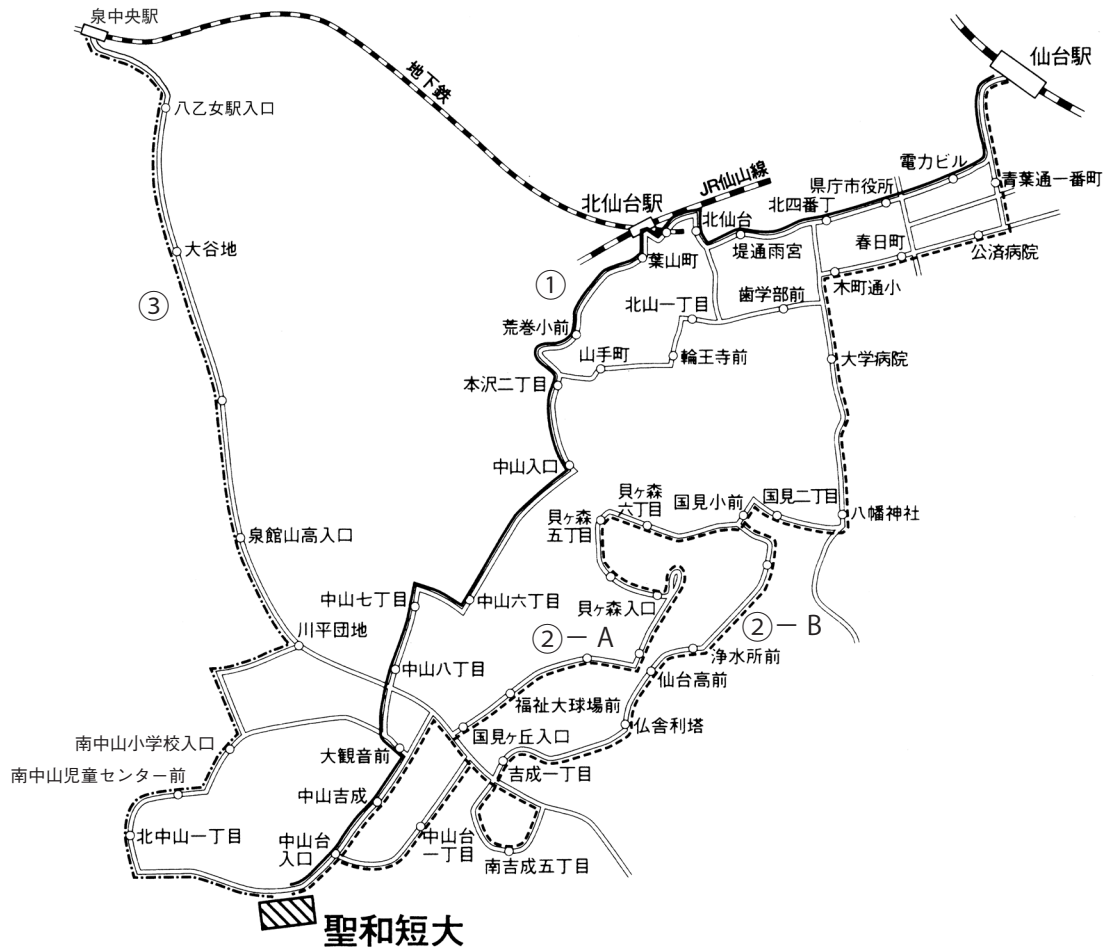 泉中央駅
仙台駅
地下鉄
八乙女駅入口
電力ビル
JR仙山線
県庁市役所
青葉通一番町
北仙台駅
北四番丁
北仙台
大谷地
葉山町
堤通雨宮
春日町
公済病院
①
木町通小
③
北山一丁目
歯学部前
荒巻小前
山手町
輪王寺前
大学病院
本沢二丁目
中山入口
貝ヶ森
六丁目
国見小前
国見二丁目
貝ヶ森
五丁目
八幡神社
泉館山高入口
中山七丁目
中山六丁目
貝ヶ森入口
川平団地
②－A
②－B
浄水所前
中山八丁目
仙台高前
福祉大球場前
仏舎利塔
南中山小学校入口
大観音前
国見ヶ丘入口
南中山児童センター前
吉成一丁目
中山吉成
北中山一丁目
中山台
入口
中山台
一丁目
南吉成五丁目
聖和短大